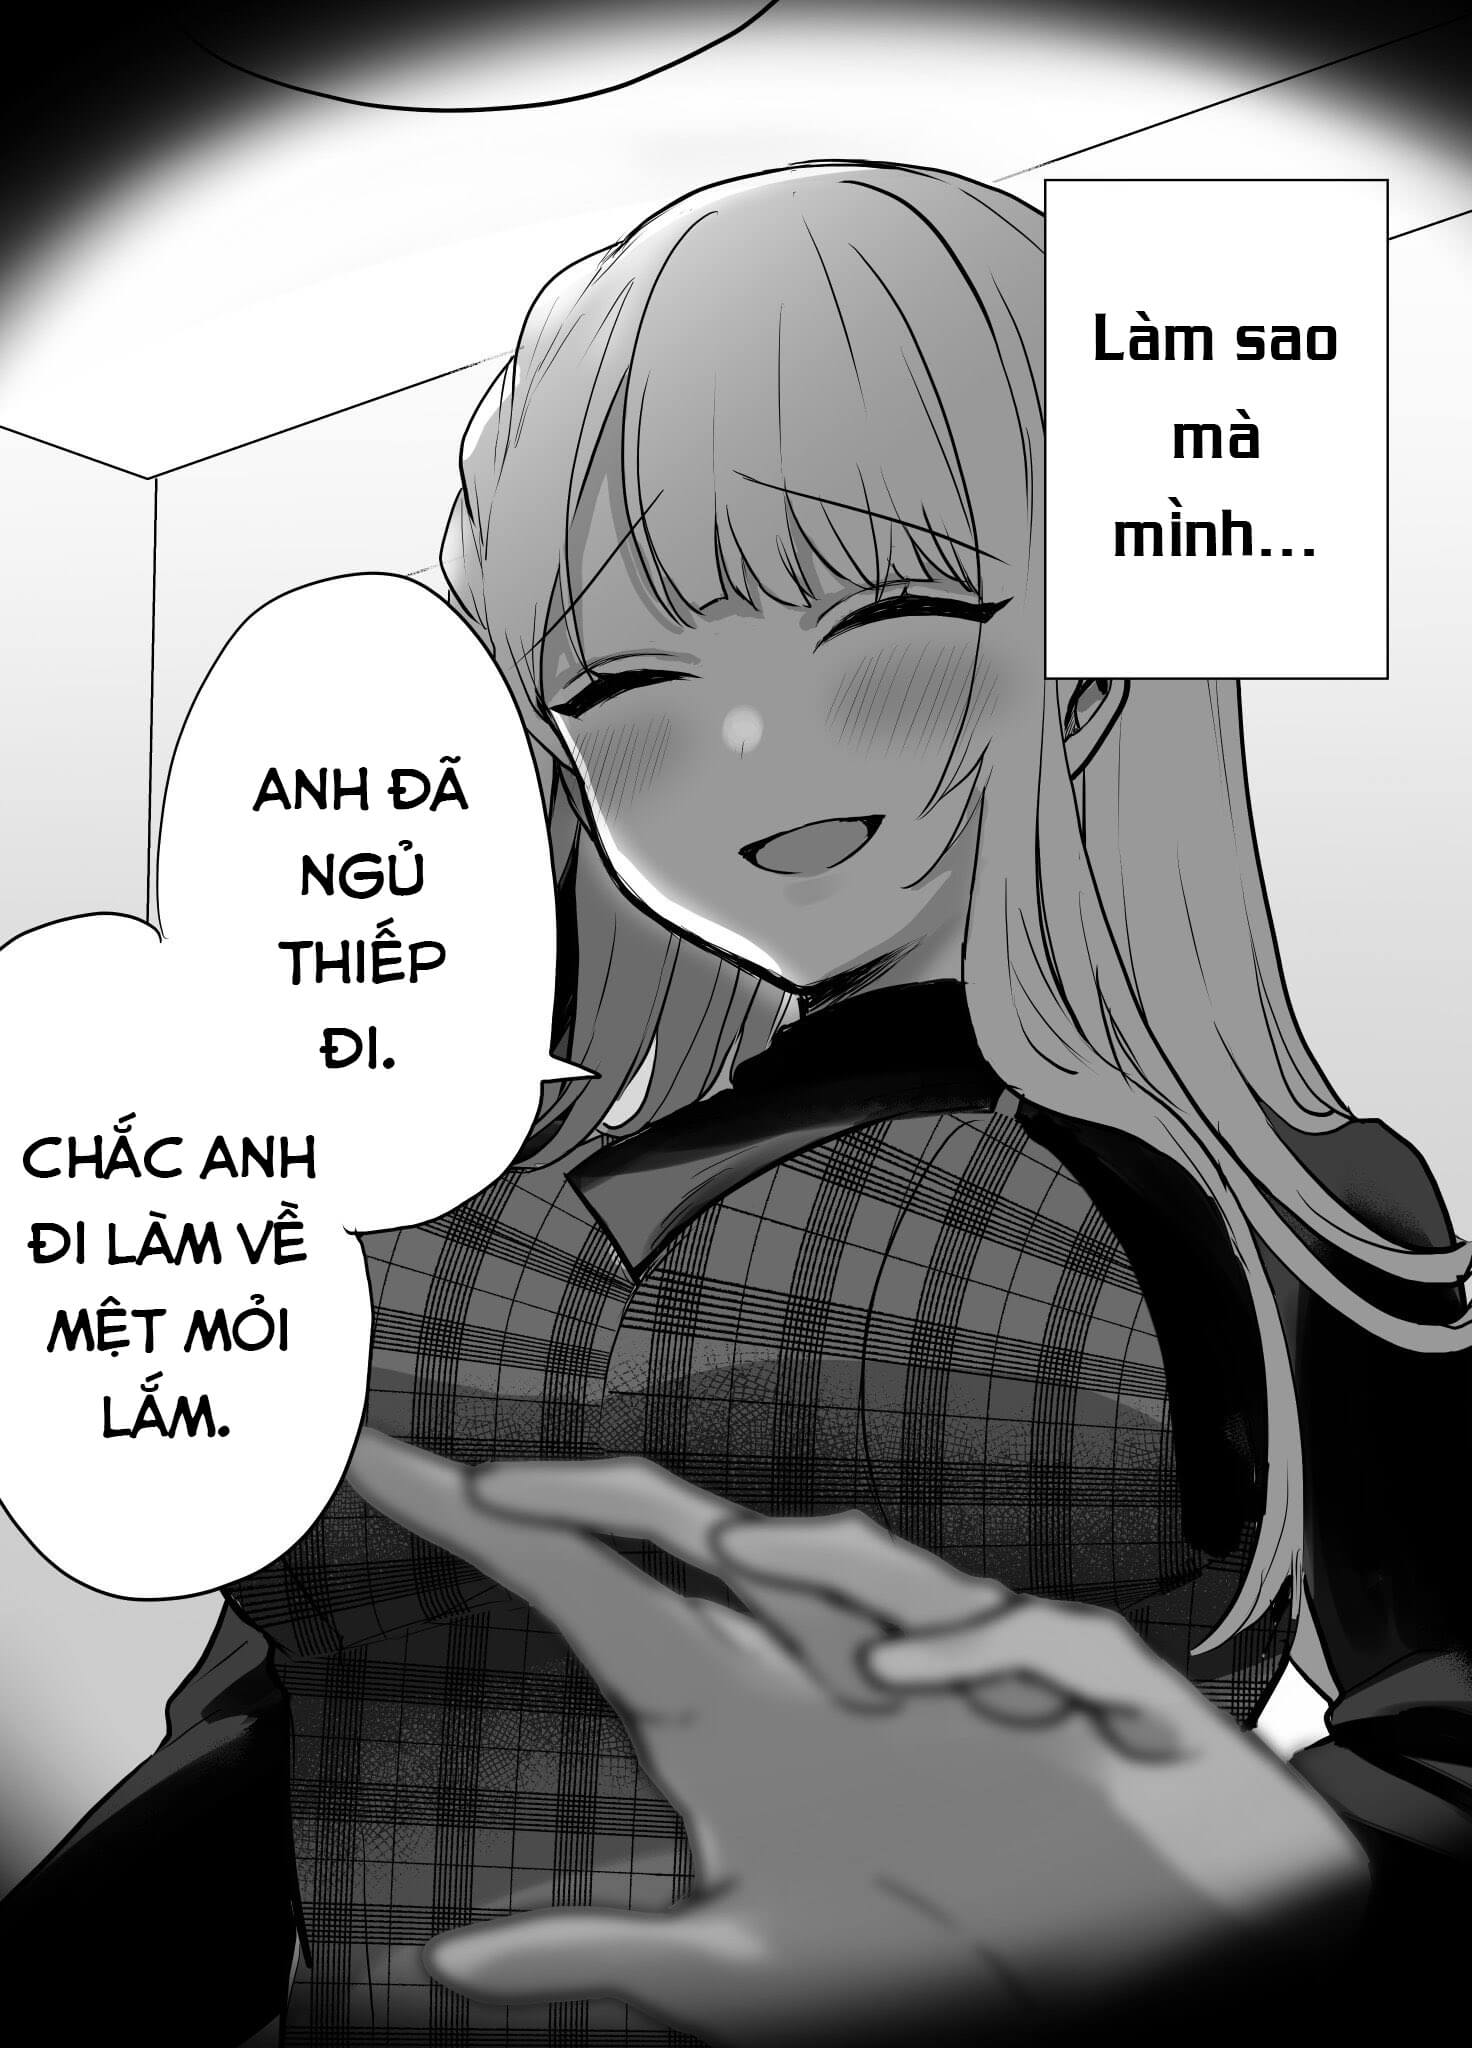 Làm sao
mà
mình...
ANH ĐÃ
NGỦ
THIẾP
ĐI.
CHẮC ANH
ĐI LÀM VỀ
MỆT MỎI
LẮM.